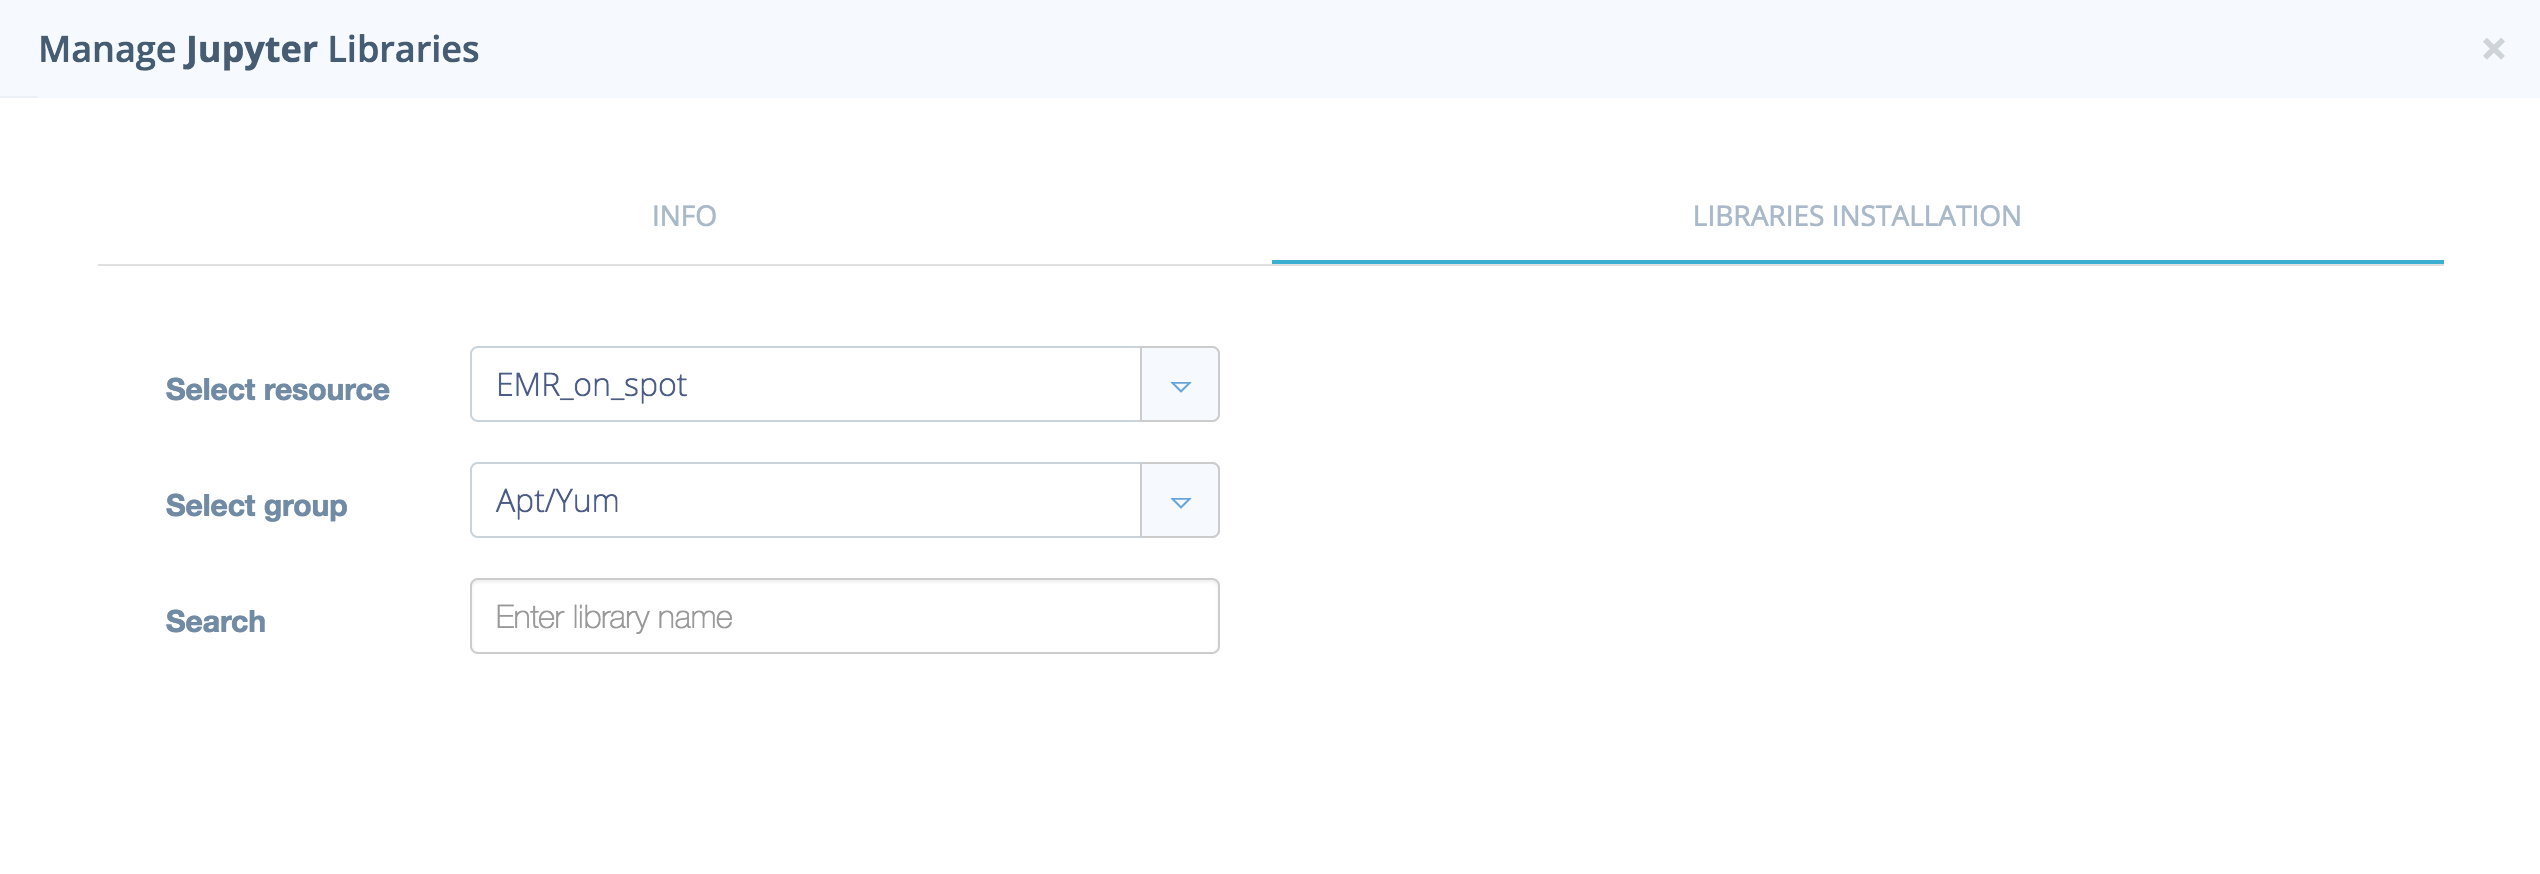 Manage Jupyter Libraries
INFO
LIBRARIES INSTALLATION
Select resource
EMR_on_spot
Select group
Apt/Yum
Search
Enter library name